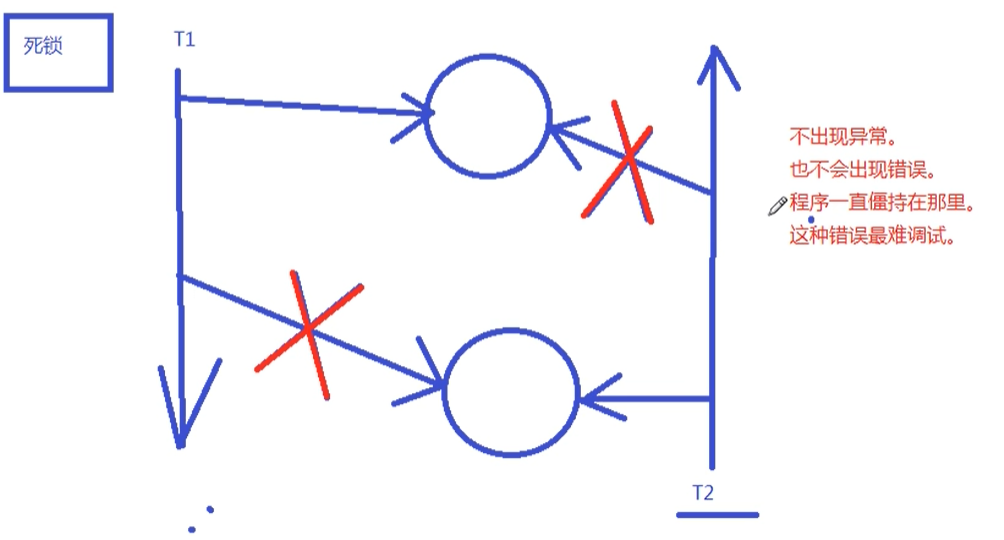 死锁
T1
不出现异常。
也不会出现错误。
程序一直僵持在那里。
这种错误最难调试。
T2